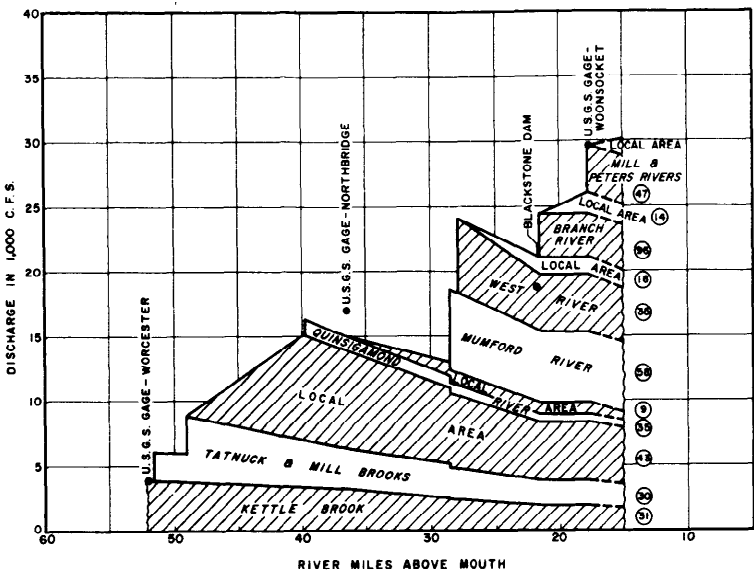 40
35
30
25
20
15
10
5
0
DISCHARGE IN 1,000 C.F.S.
60
50
40
30
20
10
RIVER MILES ABOVE MOUTH
U.S.G.S. GAGE-WORCESTER
U.S.G.S. GAGE-NORTHBRIDGE
BLACKSTONE DAM
U.S.G.S. GAGE-
WOONSOCKET
LOCAL AREA
MILL &
PETERS RIVERS
47
LOCAL AREA 14
BRANCH
RIVER
LOCAL AREA
WEST RIVER
36
MUMFORD RIVER
58
QUINSIGAMOND RIVER
35
LOCAL AREA
9
LOCAL AREA
43
TATNUCK & MILL BROOKS
30
KETTLE BROOK
31